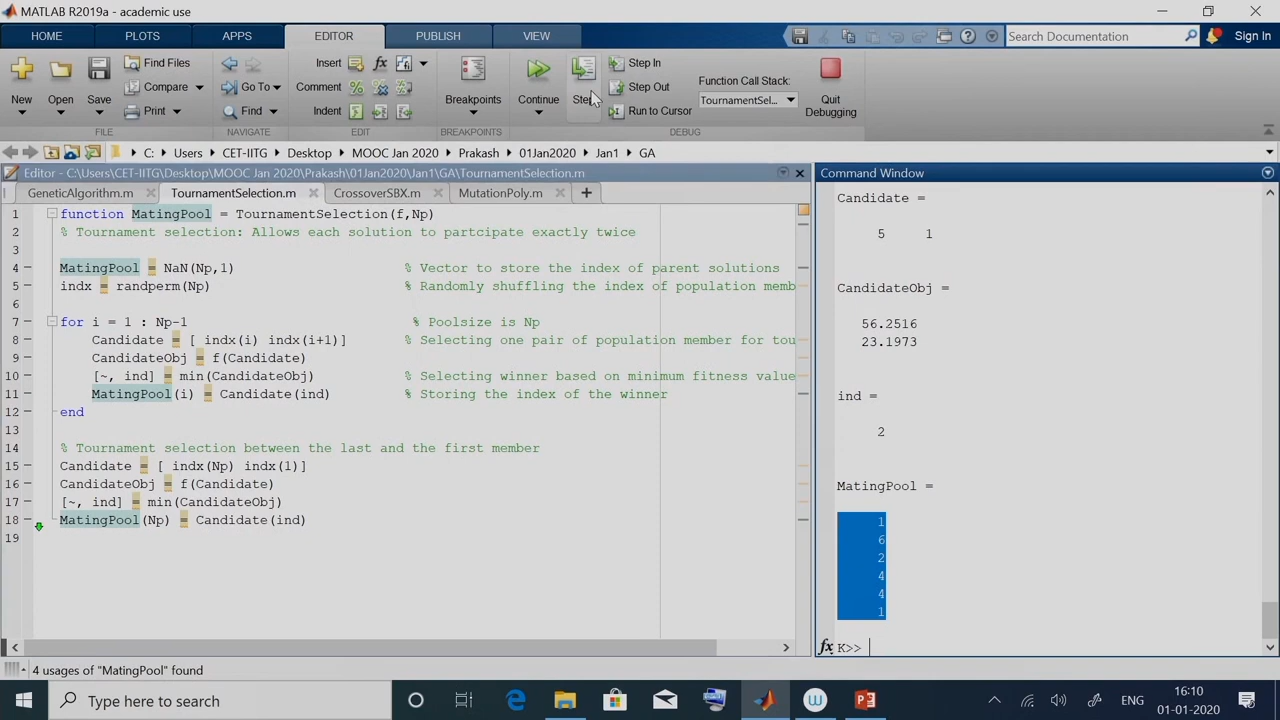 MATLAB R2019a - academic use
HOME PLOTS APPS EDITOR PUBLISH VIEW Search Documentation Sign In
New Open Save Find Files Compare Print
FILE
Go To Find
NAVIGATE
Insert fx
Comment
Indent
EDIT
Breakpoints
BREAKPOINTS
Continue Step Step In Step Out Run to Cursor
Function Call Stack:
TournamentSel...
Quit Debugging
DEBUG
C: Users CET-IITG Desktop MOOC Jan 2020 Prakash 01Jan2020 Jan1 GA
Editor - C:\Users\CET-IITG\Desktop\MOOC Jan 2020\Prakash\01Jan2020\Jan1\GA\TournamentSelection.m
GeneticAlgorithm.m TournamentSelection.m CrossoverSBX.m MutationPoly.m
1 function MatingPool = TournamentSelection(f,Np)
2 % Tournament selection: Allows each solution to partcipate exactly twice
3
4 MatingPool = NaN(Np,1) % Vector to store the index of parent solutions
5 indx = randperm(Np) % Randomly shuffling the index of population memb
6
7 for i = 1 : Np-1 % Poolsize is Np
8 Candidate = [ indx(i) indx(i+1)] % Selecting one pair of population member for tou
9 CandidateObj = f(Candidate)
10 [~, ind] = min(CandidateObj) % Selecting winner based on minimum fitness value
11 MatingPool(i) = Candidate(ind) % Storing the index of the winner
12 end
13
14 % Tournament selection between the last and the first member
15 Candidate = [ indx(Np) indx(1)]
16 CandidateObj = f(Candidate)
17 [~, ind] = min(CandidateObj)
18 MatingPool(Np) = Candidate(ind)
19
Command Window
Candidate =
5 1
CandidateObj =
56.2516
23.1973
ind =
2
MatingPool =
1
6
2
4
4
1
fx K>>
4 usages of "MatingPool" found
Type here to search
ENG
16:10
01-01-2020